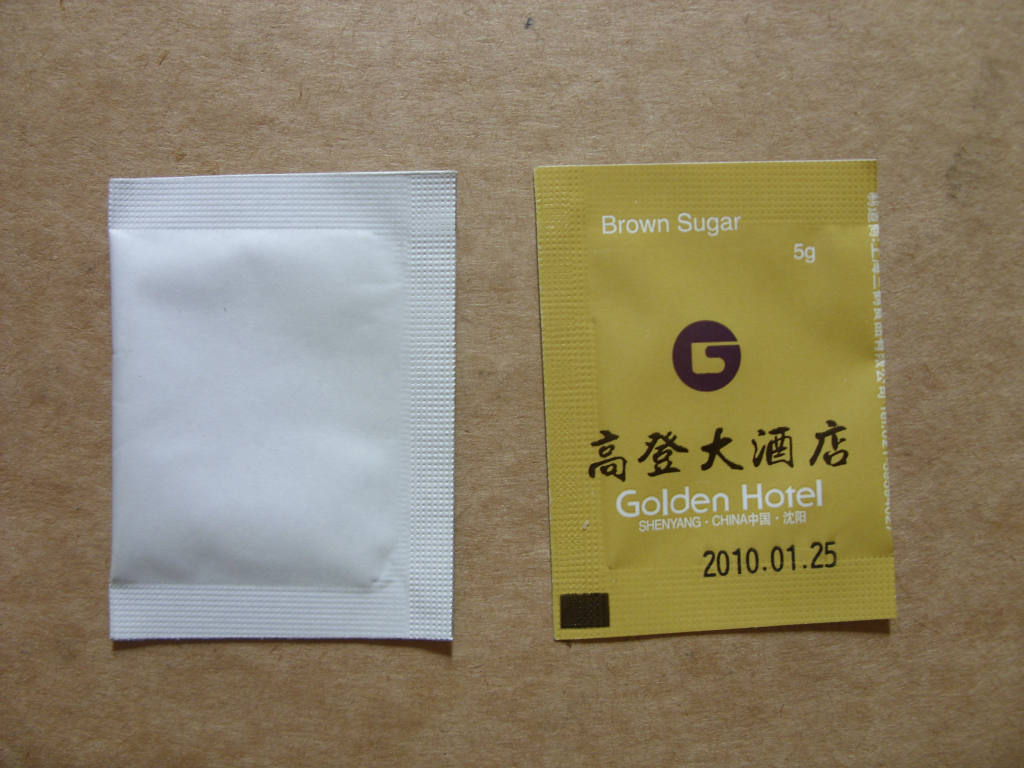 Brown Sugar
5g
G
高登大酒店
Golden Hotel
SHENYANG·CHINA中国·沈阳
2010.01.25